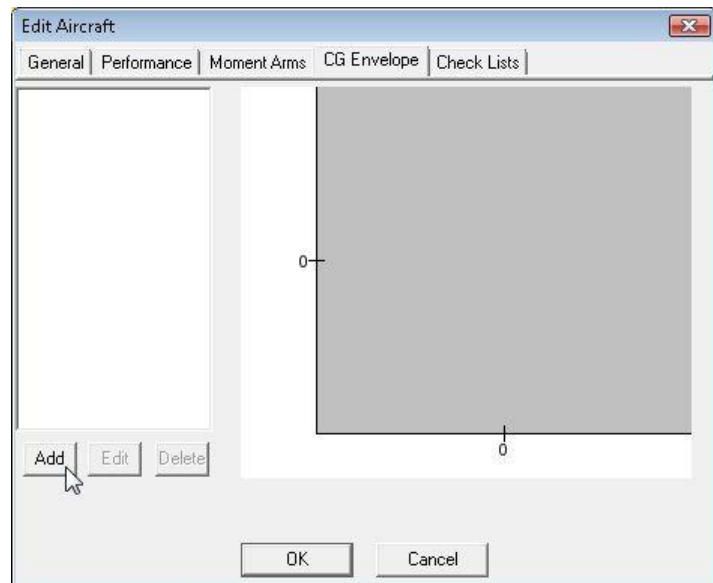 Edit Aircraft
General Performance Moment Arms CG Envelope Check Lists
0
0
Add Edit Delete
OK Cancel